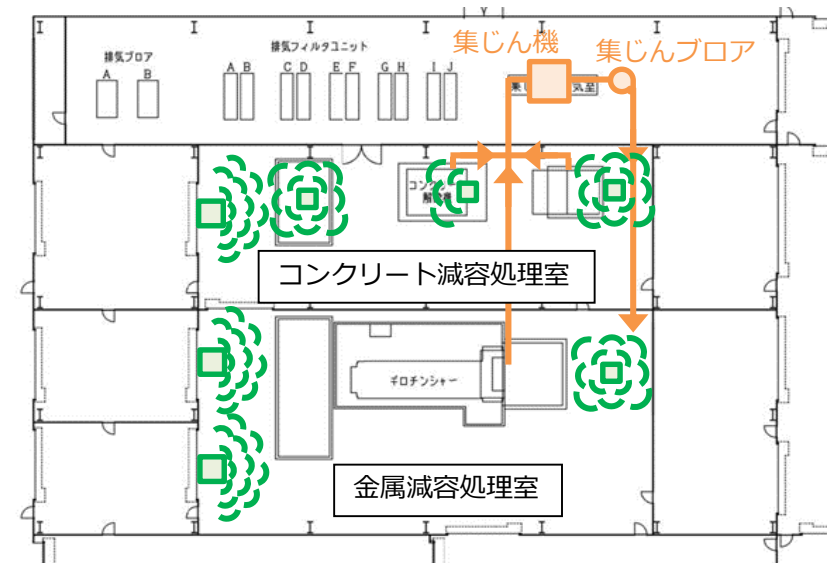 集じん機
集じんブロア
排気ブロア
A B
排気フィルタユニット
A B C D E F G H I J
コンクリート減容処理室
ギロチンシャー
金属減容処理室